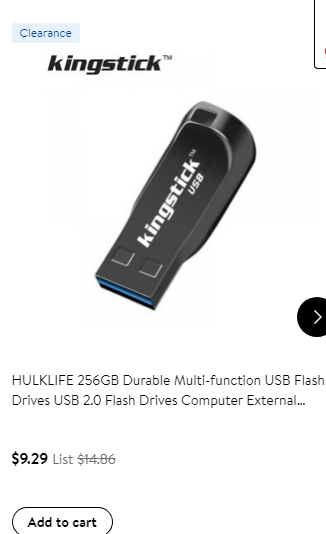 Clearance
kingstick™
kingstick™
USB
HULKLIFE 256GB Durable Multi-function USB Flash
Drives USB 2.0 Flash Drives Computer External...
$9.29 List $14.86
Add to cart